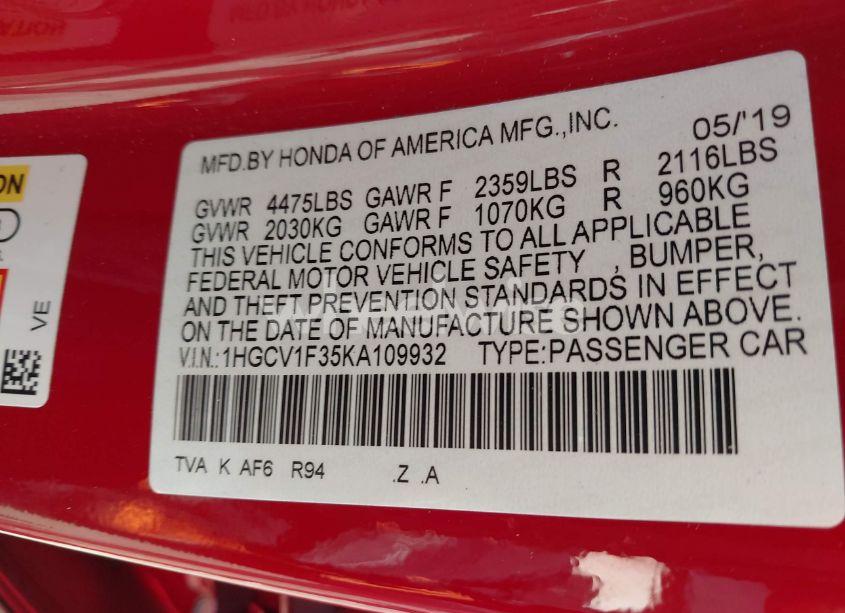 MFD.BY HONDA OF AMERICA MFG.,INC. 05/'19
GVWR 4475LBS GAWR F 2359LBS R 2116LBS
GVWR 2030KG GAWR F 1070KG R 960KG
THIS VEHICLE CONFORMS TO ALL APPLICABLE
FEDERAL MOTOR VEHICLE SAFETY , BUMPER,
AND THEFT PREVENTION STANDARDS IN EFFECT
ON THE DATE OF MANUFACTURE SHOWN ABOVE.
V.I.N.:1HGCV1F35KA109932 TYPE:PASSENGER CAR
TVA K AF6 R94 .Z .A
VE